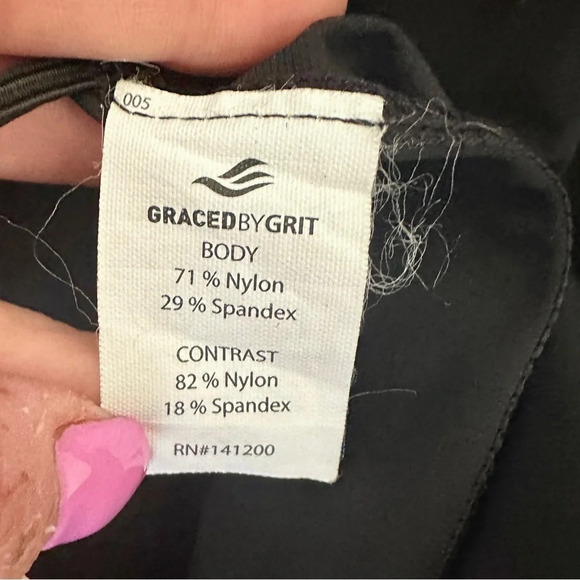 005
GRACEDBYGRIT
BODY
71 % Nylon
29 % Spandex
CONTRAST
82 % Nylon
18 % Spandex
RN#141200